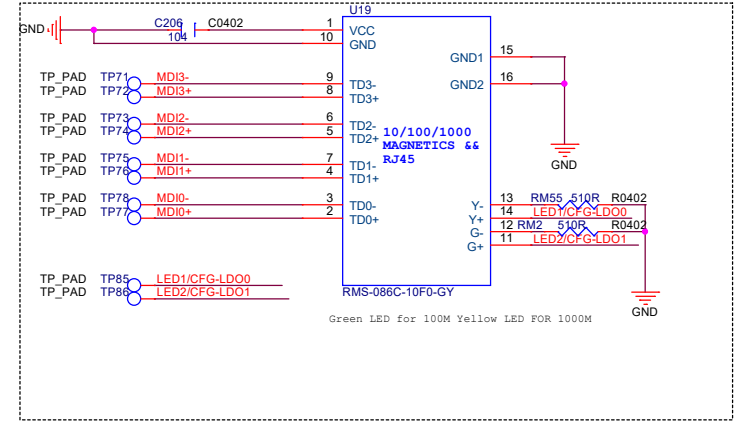 U19
C206 C0402 1 VCC
GND 104 10 GND
15 GND1
TP_PAD TP71 MDI3- 9 TD3-
16 GND2
TP_PAD TP72 MDI3+ 8 TD3+
TP_PAD TP73 MDI2- 6 TD2-
TP_PAD TP74 MDI2+ 5 TD2+
10/100/1000
MAGNETICS &&
RJ45
TP_PAD TP75 MDI1- 7 TD1-
TP_PAD TP76 MDI1+ 4 TD1+
GND
TP_PAD TP78 MDI0- 3 TD0-
TP_PAD TP77 MDI0+ 2 TD0+
Y- 13 RM55 510R R0402
Y+ 14 LED1/CFG-LDO0
G- 12 RM2 510R R0402
G+ 11 LED2/CFG-LDO1
TP_PAD TP85 LED1/CFG-LDO0
TP_PAD TP86 LED2/CFG-LDO1
RMS-086C-10F0-GY
GND
Green LED for 100M Yellow LED FOR 1000M